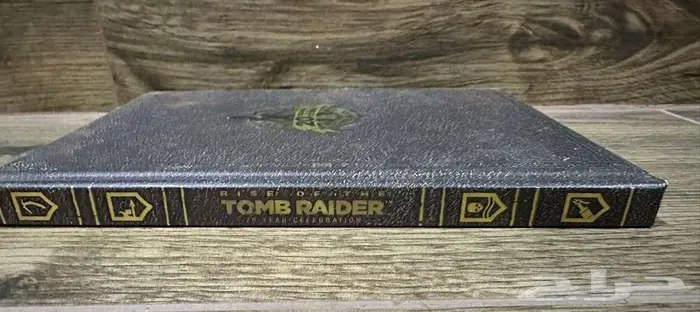 RISE OF THE
TOMB RAIDER
20 YEAR CELEBRATION
حراج